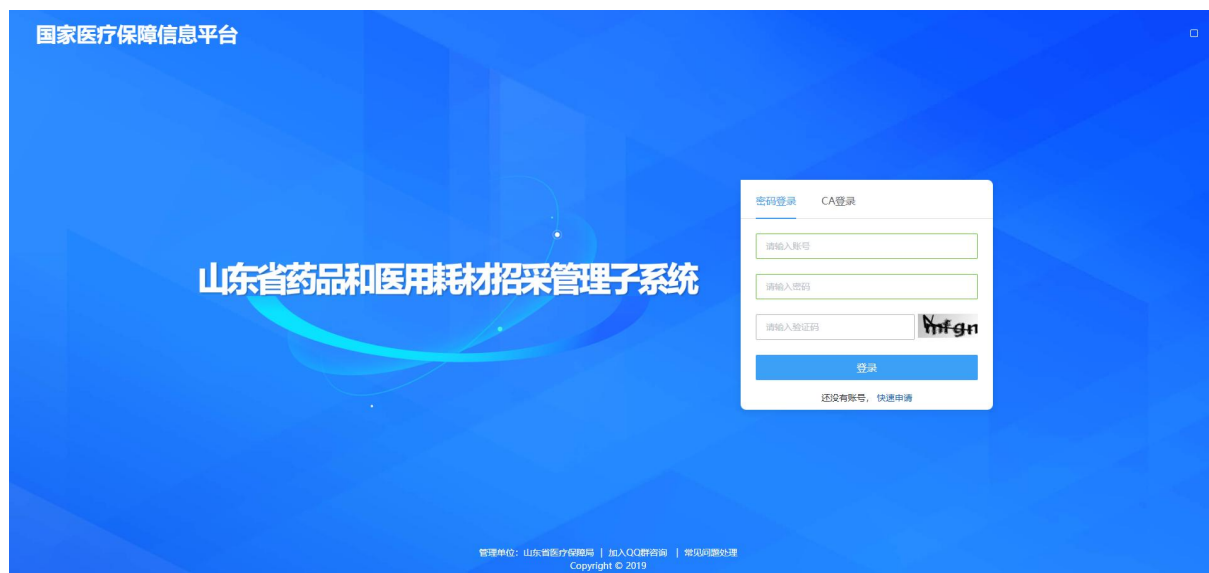 国家医疗保障信息平台
山东省药品和医用耗材招采管理子系统
密码登录 CA登录
请输入账号
请输入密码
请输入验证码
登录
还没有账号，快速申请
管理单位：山东省医疗保障局 | 加入QQ群咨询 | 常见问题处理
Copyright © 2019